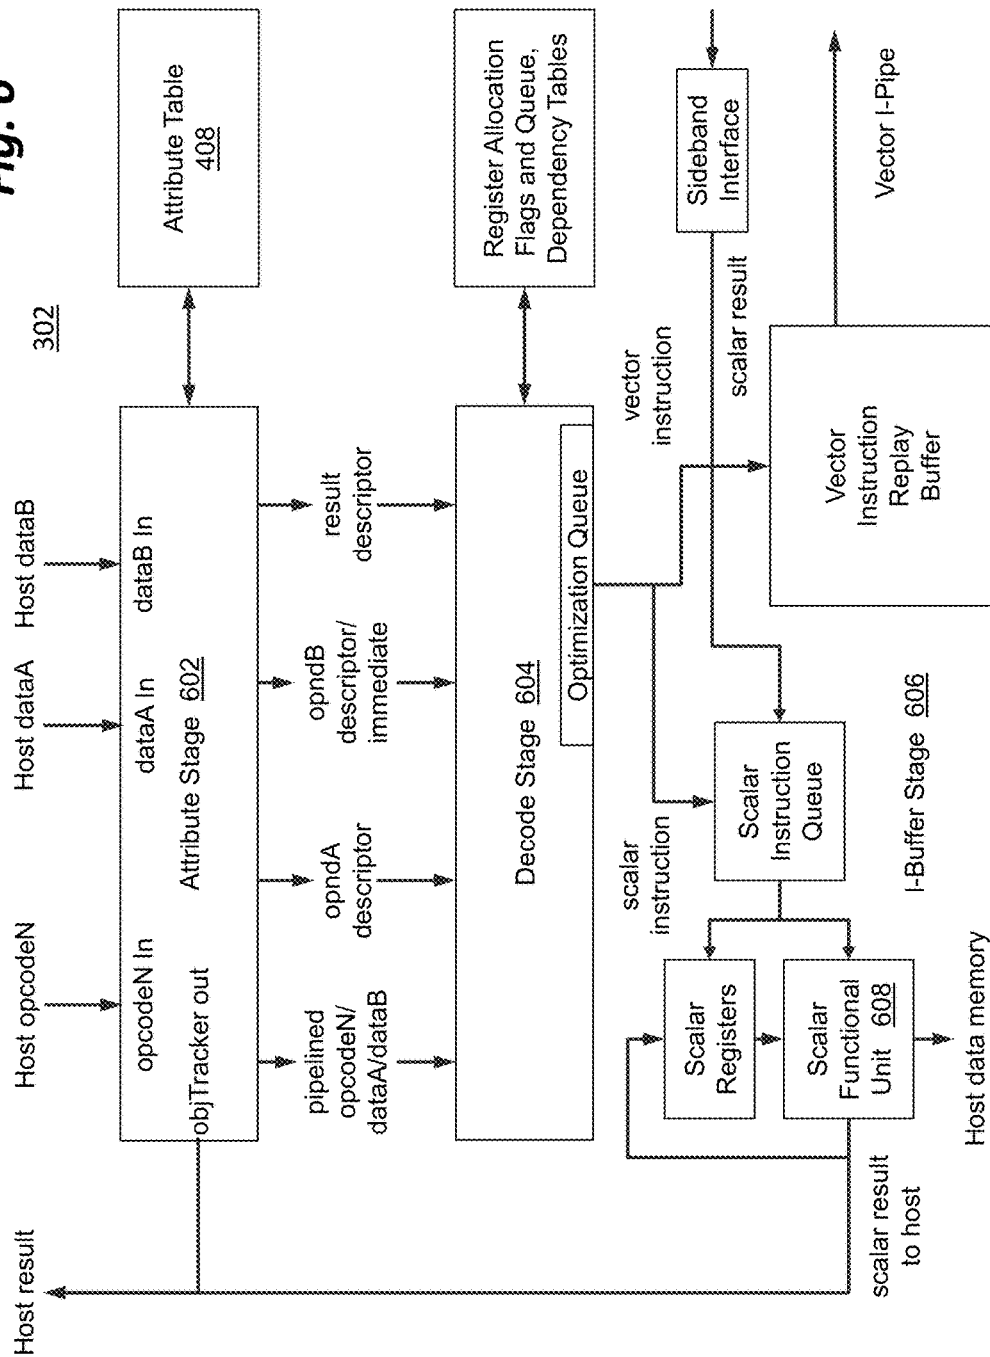 Fig. 6
302
Host result
Host opcodeN
Host dataA
Host dataB
opcodeN In
dataA In
dataB In
objTracker out
Attribute Stage 602
Attribute Table
408
pipelined
opcodeN/
dataA/dataB
opndA
descriptor
opndB
descriptor/
immediate
result
descriptor
Decode Stage 604
Optimization Queue
Register Allocation
Flags and Queue,
Dependency Tables
scalar
instruction
vector
instruction
scalar result
Sideband
Interface
Scalar
Registers
Scalar
Instruction
Queue
Scalar
Functional
Unit 608
Vector
Instruction
Replay
Buffer
Vector I-Pipe
scalar result
to host
Host data memory
I-Buffer Stage 606